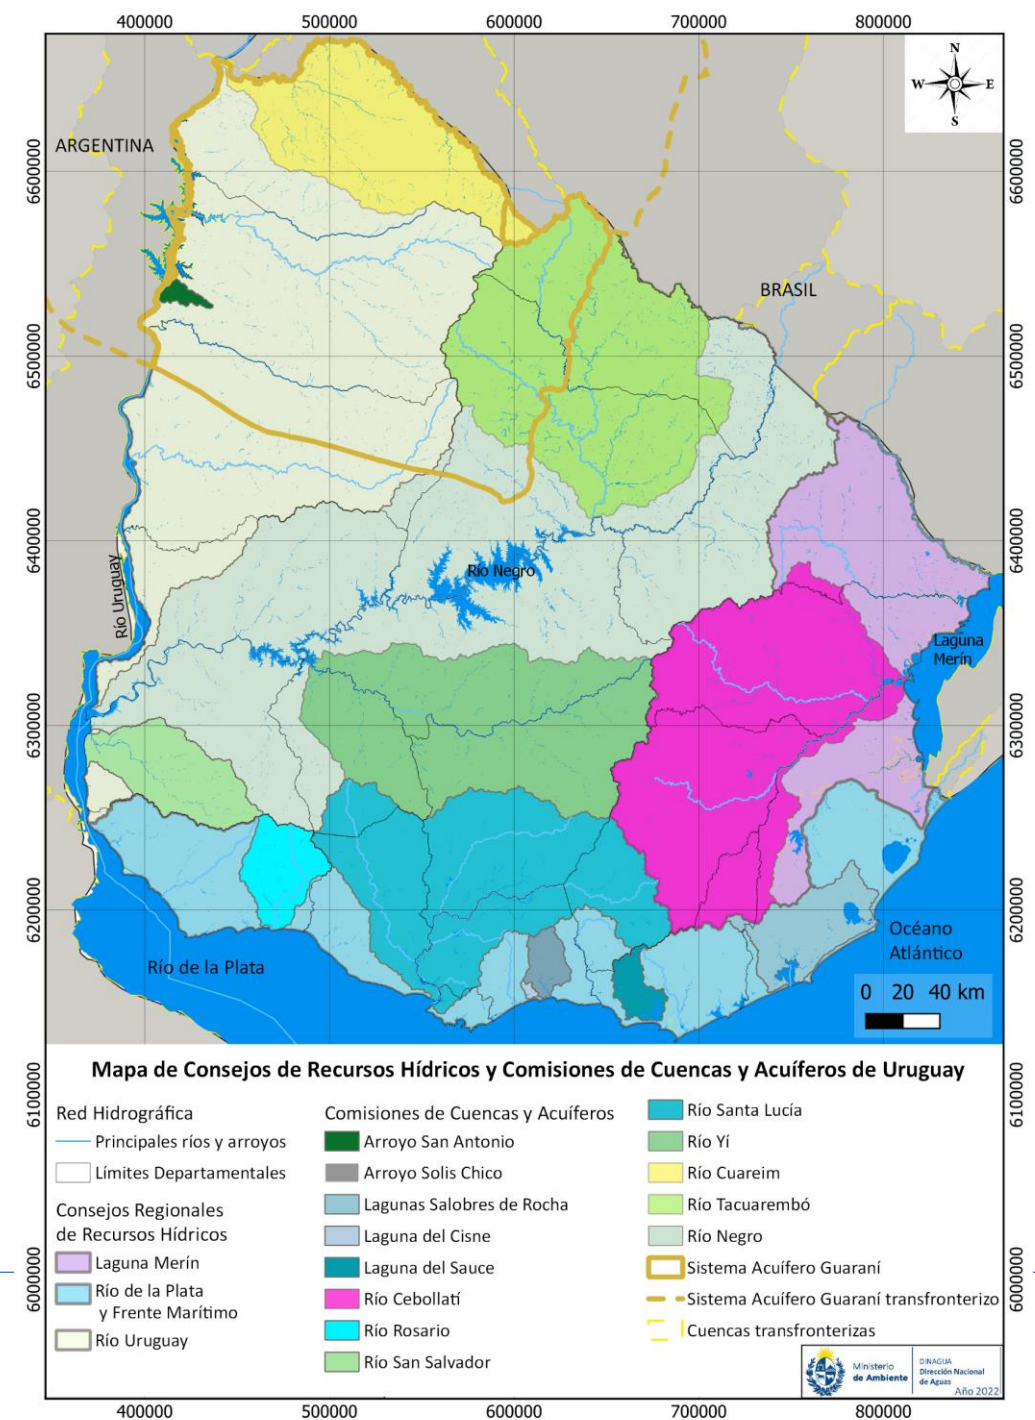 400000 500000 600000 700000 800000
N
W E
S
ARGENTINA
BRASIL
6600000 6600000
6500000 6500000
6400000 6400000
Río Uruguay
Río Negro
Laguna
Merín
6300000 6300000
6200000 6200000
Río de la Plata
Océano
Atlántico
0 20 40 km
Mapa de Consejos de Recursos Hídricos y Comisiones de Cuencas y Acuíferos de Uruguay
6100000 6100000
Red Hidrográfica
Principales ríos y arroyos
Límites Departamentales
Consejos Regionales
de Recursos Hídricos
Laguna Merín
Río de la Plata
y Frente Marítimo
Río Uruguay
Comisiones de Cuencas y Acuíferos
Arroyo San Antonio
Arroyo Solis Chico
Lagunas Salobres de Rocha
Laguna del Cisne
Laguna del Sauce
Río Cebollatí
Río Rosario
Río San Salvador
Río Santa Lucía
Río Yí
Río Cuareim
Río Tacuarembó
Río Negro
Sistema Acuífero Guaraní
Sistema Acuífero Guaraní transfronterizo
Cuencas transfronterizas
6000000 6000000
Ministerio
de Ambiente
DINAGUA
Dirección Nacional
de Aguas
Año 2022
400000 500000 600000 700000 800000